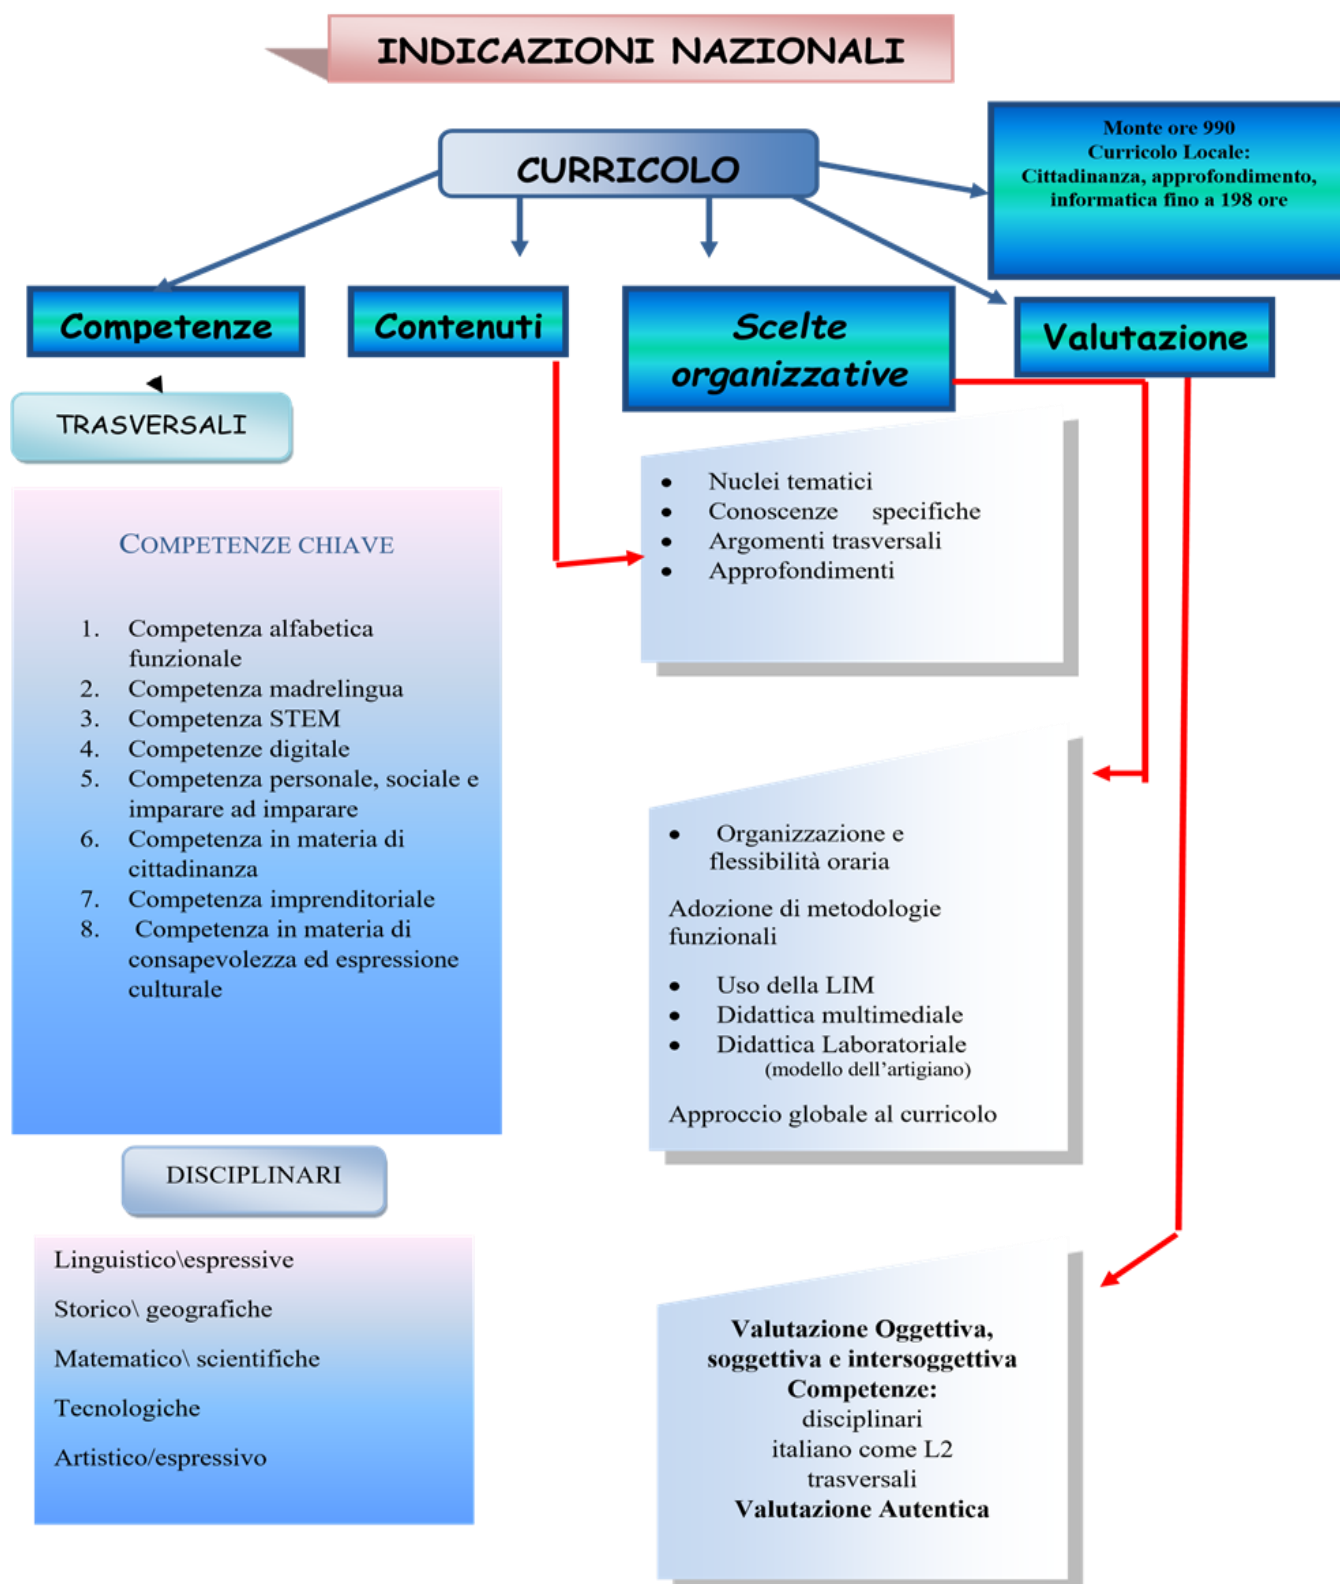 INDICAZIONI NAZIONALI
CURRICOLO
Monte ore 990
Curricolo Locale:
Cittadinanza, approfondimento,
informatica fino a 198 ore
Competenze
Contenuti
Scelte
organizzative
Valutazione
TRASVERSALI
COMPETENZE CHIAVE
1. Competenza alfabetica
funzionale
2. Competenza madrelingua
3. Competenza STEM
4. Competenze digitale
5. Competenza personale, sociale e
imparare ad imparare
6. Competenza in materia di
cittadinanza
7. Competenza imprenditoriale
8. Competenza in materia di
consapevolezza ed espressione
culturale
• Nuclei tematici
• Conoscenze specifiche
• Argomenti trasversali
• Approfondimenti
• Organizzazione e
flessibilità oraria
Adozione di metodologie
funzionali
• Uso della LIM
• Didattica multimediale
• Didattica Laboratoriale
(modello dell'artigiano)
Approccio globale al curricolo
DISCIPLINARI
Linguistico\espressive
Storico\ geografiche
Matematico\ scientifiche
Tecnologiche
Artistico/espressivo
Valutazione Oggettiva,
soggettiva e intersoggettiva
Competenze:
disciplinari
italiano come L2
trasversali
Valutazione Autentica